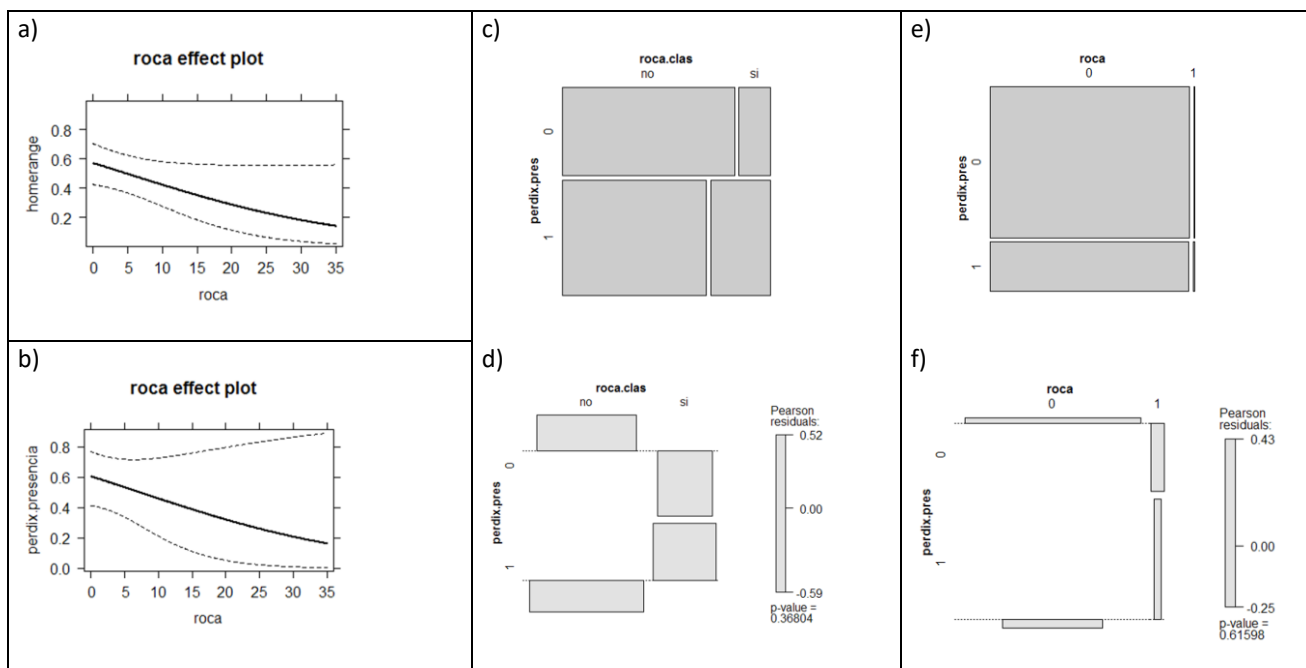 a)
roca effect plot
homerange
0.8
0.6
0.4
0.2
0 5 10 15 20 25 30 35
roca
b)
roca effect plot
perdix.presencia
0.8
0.6
0.4
0.2
0.0
0 5 10 15 20 25 30 35
roca
c)
roca.clas
no si
perdix.pres
0
1
d)
roca.clas
no si
perdix.pres
0
1
Pearson
residuals:
0.52
0.00
-0.59
p-value =
0.36804
e)
roca
0 1
perdix.pres
0
1
f)
roca
0 1
perdix.pres
0
1
Pearson
residuals:
0.43
0.00
-0.25
p-value =
0.61598